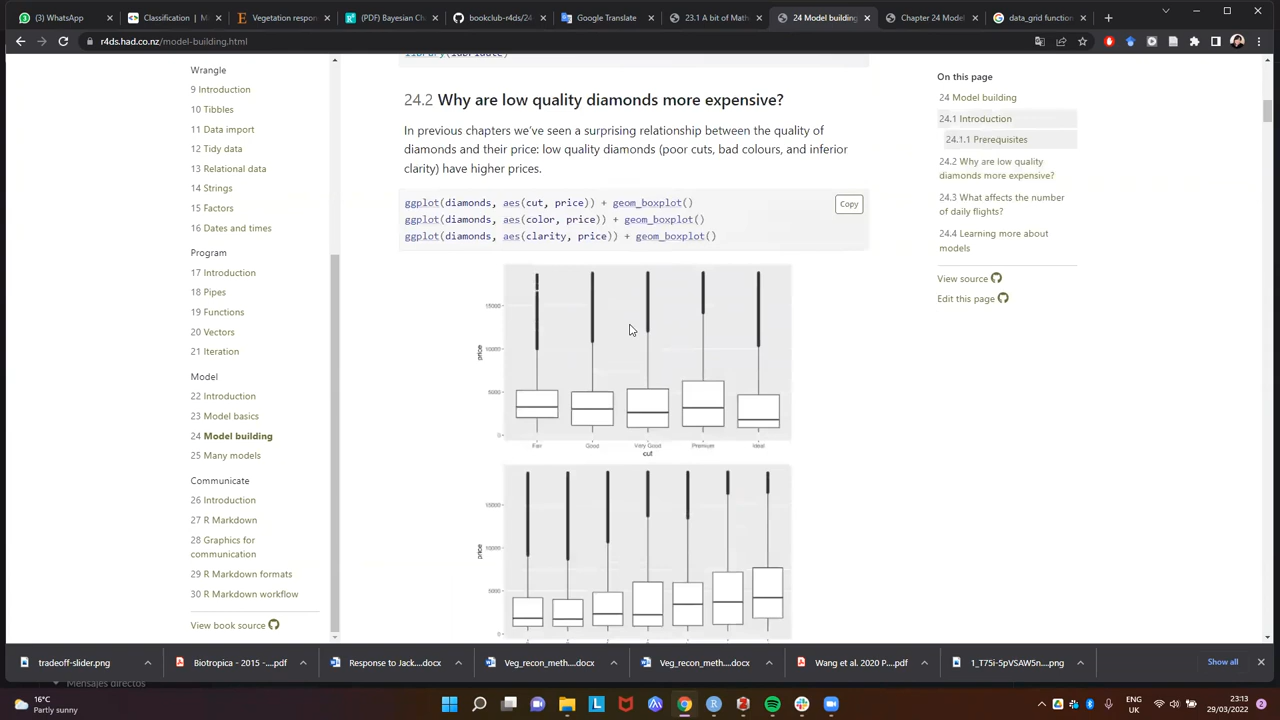 WhatsApp
Classification | M
Vegetation respon
(PDF) Bayesian Ch
bookclub-r4ds/24
Google Translate
23.1 A bit of Math
24 Model building
Chapter 24 Model
data_grid function
r4ds.had.co.nz/model-building.html
Wrangle
9 Introduction
10 Tibbles
11 Data import
12 Tidy data
13 Relational data
14 Strings
15 Factors
16 Dates and times
Program
17 Introduction
18 Pipes
19 Functions
20 Vectors
21 Iteration
Model
22 Introduction
23 Model basics
24 Model building
25 Many models
Communicate
26 Introduction
27 R Markdown
28 Graphics for
communication
29 R Markdown formats
30 R Markdown workflow
View book source
24.2 Why are low quality diamonds more expensive?
In previous chapters we've seen a surprising relationship between the quality of
diamonds and their price: low quality diamonds (poor cuts, bad colours, and inferior
clarity) have higher prices.
ggplot(diamonds, aes(cut, price)) + geom_boxplot()
ggplot(diamonds, aes(color, price)) + geom_boxplot()
ggplot(diamonds, aes(clarity, price)) + geom_boxplot()
Copy
15000
10000
5000
0
price
Fair
Good
Very Good
Premium
Ideal
cut
15000
10000
5000
0
price
On this page
24 Model building
24.1 Introduction
24.1.1 Prerequisites
24.2 Why are low quality
diamonds more expensive?
24.3 What affects the number
of daily flights?
24.4 Learning more about
models
View source
Edit this page
tradeoff-slider.png
Biotropica - 2015 -....pdf
Response to Jack....docx
Veg_recon_meth....docx
Veg_recon_meth....docx
Wang et al. 2020 P....pdf
1_T75i-5pVSAW5n....png
Show all
Mensajes directos
16°C
Partly sunny
ENG
UK
23:13
29/03/2022